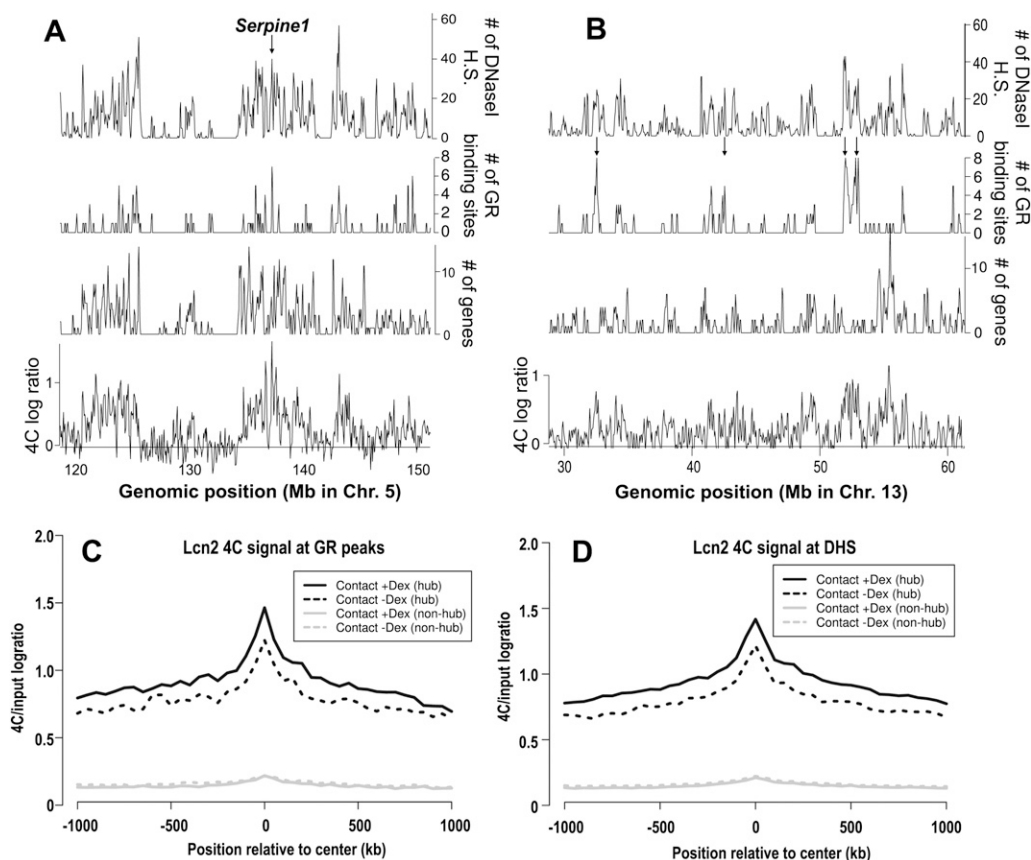 A
Serpine1
60
40
20
0
# of DNaseI
H.S.
8
6
4
2
0
# of GR
binding sites
10
0
# of genes
1
0
4C log ratio
120 130 140 150
Genomic position (Mb in Chr. 5)
B
60
40
20
0
# of DNaseI
H.S.
8
6
4
2
0
# of GR
binding sites
10
0
# of genes
1
0
4C log ratio
30 40 50 60
Genomic position (Mb in Chr. 13)
C
Lcn2 4C signal at GR peaks
Contact +Dex (hub)
Contact -Dex (hub)
Contact +Dex (non-hub)
Contact -Dex (non-hub)
2.0
1.5
1.0
0.5
0
4C/input logratio
-1000 -500 0 500 1000
Position relative to center (kb)
D
Lcn2 4C signal at DHS
Contact +Dex (hub)
Contact -Dex (hub)
Contact +Dex (non-hub)
Contact -Dex (non-hub)
2.0
1.5
1.0
0.5
0
4C/input logratio
-1000 -500 0 500 1000
Position relative to center (kb)